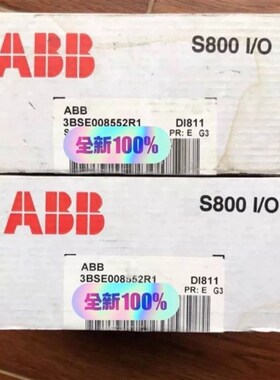 ABB
S800 I/O
ABB
3BSE008552R1
DI811
PR: E G3
全新100%
ABB
S800 I/O
ABB
3BSE008552R1
DI811
PR: E G3
全新100%